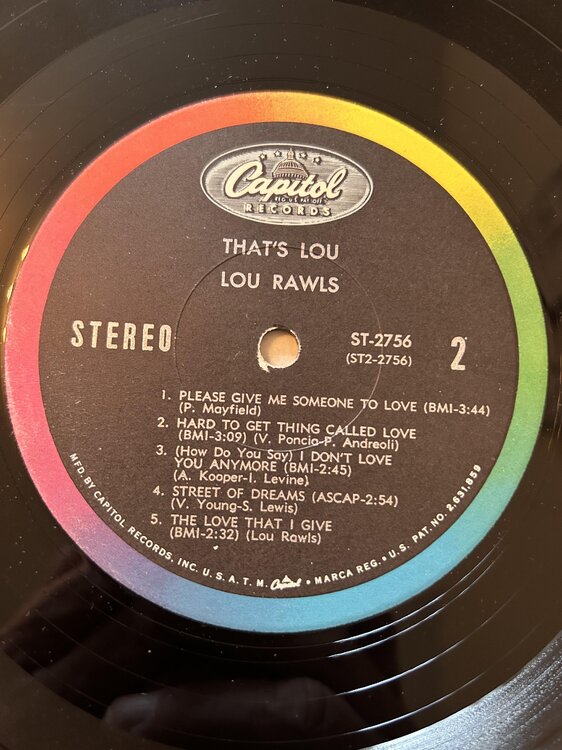 Capitol
REG. U.S. PAT. OFF.
RECORDS
THAT'S LOU
LOU RAWLS
STEREO
ST-2756
(ST2-2756)
2
1. PLEASE GIVE ME SOMEONE TO LOVE (BMI-3:44)
(P. Mayfield)
2. HARD TO GET THING CALLED LOVE
(BMI-3:09) (V. Poncia-P. Andreoli)
3. (How Do You Say) I DON'T LOVE
YOU ANYMORE (BMI-2:45)
(A. Kooper-I. Levine)
4. STREET OF DREAMS (ASCAP-2:54)
(V. Young-S. Lewis)
5. THE LOVE THAT I GIVE
(BMI-2:32) (Lou Rawls)
MFD. BY CAPITOL RECORDS, INC. U.S.A. T.M. Capitol • MARCA REG. • U.S. PAT. NO. 2,631,859